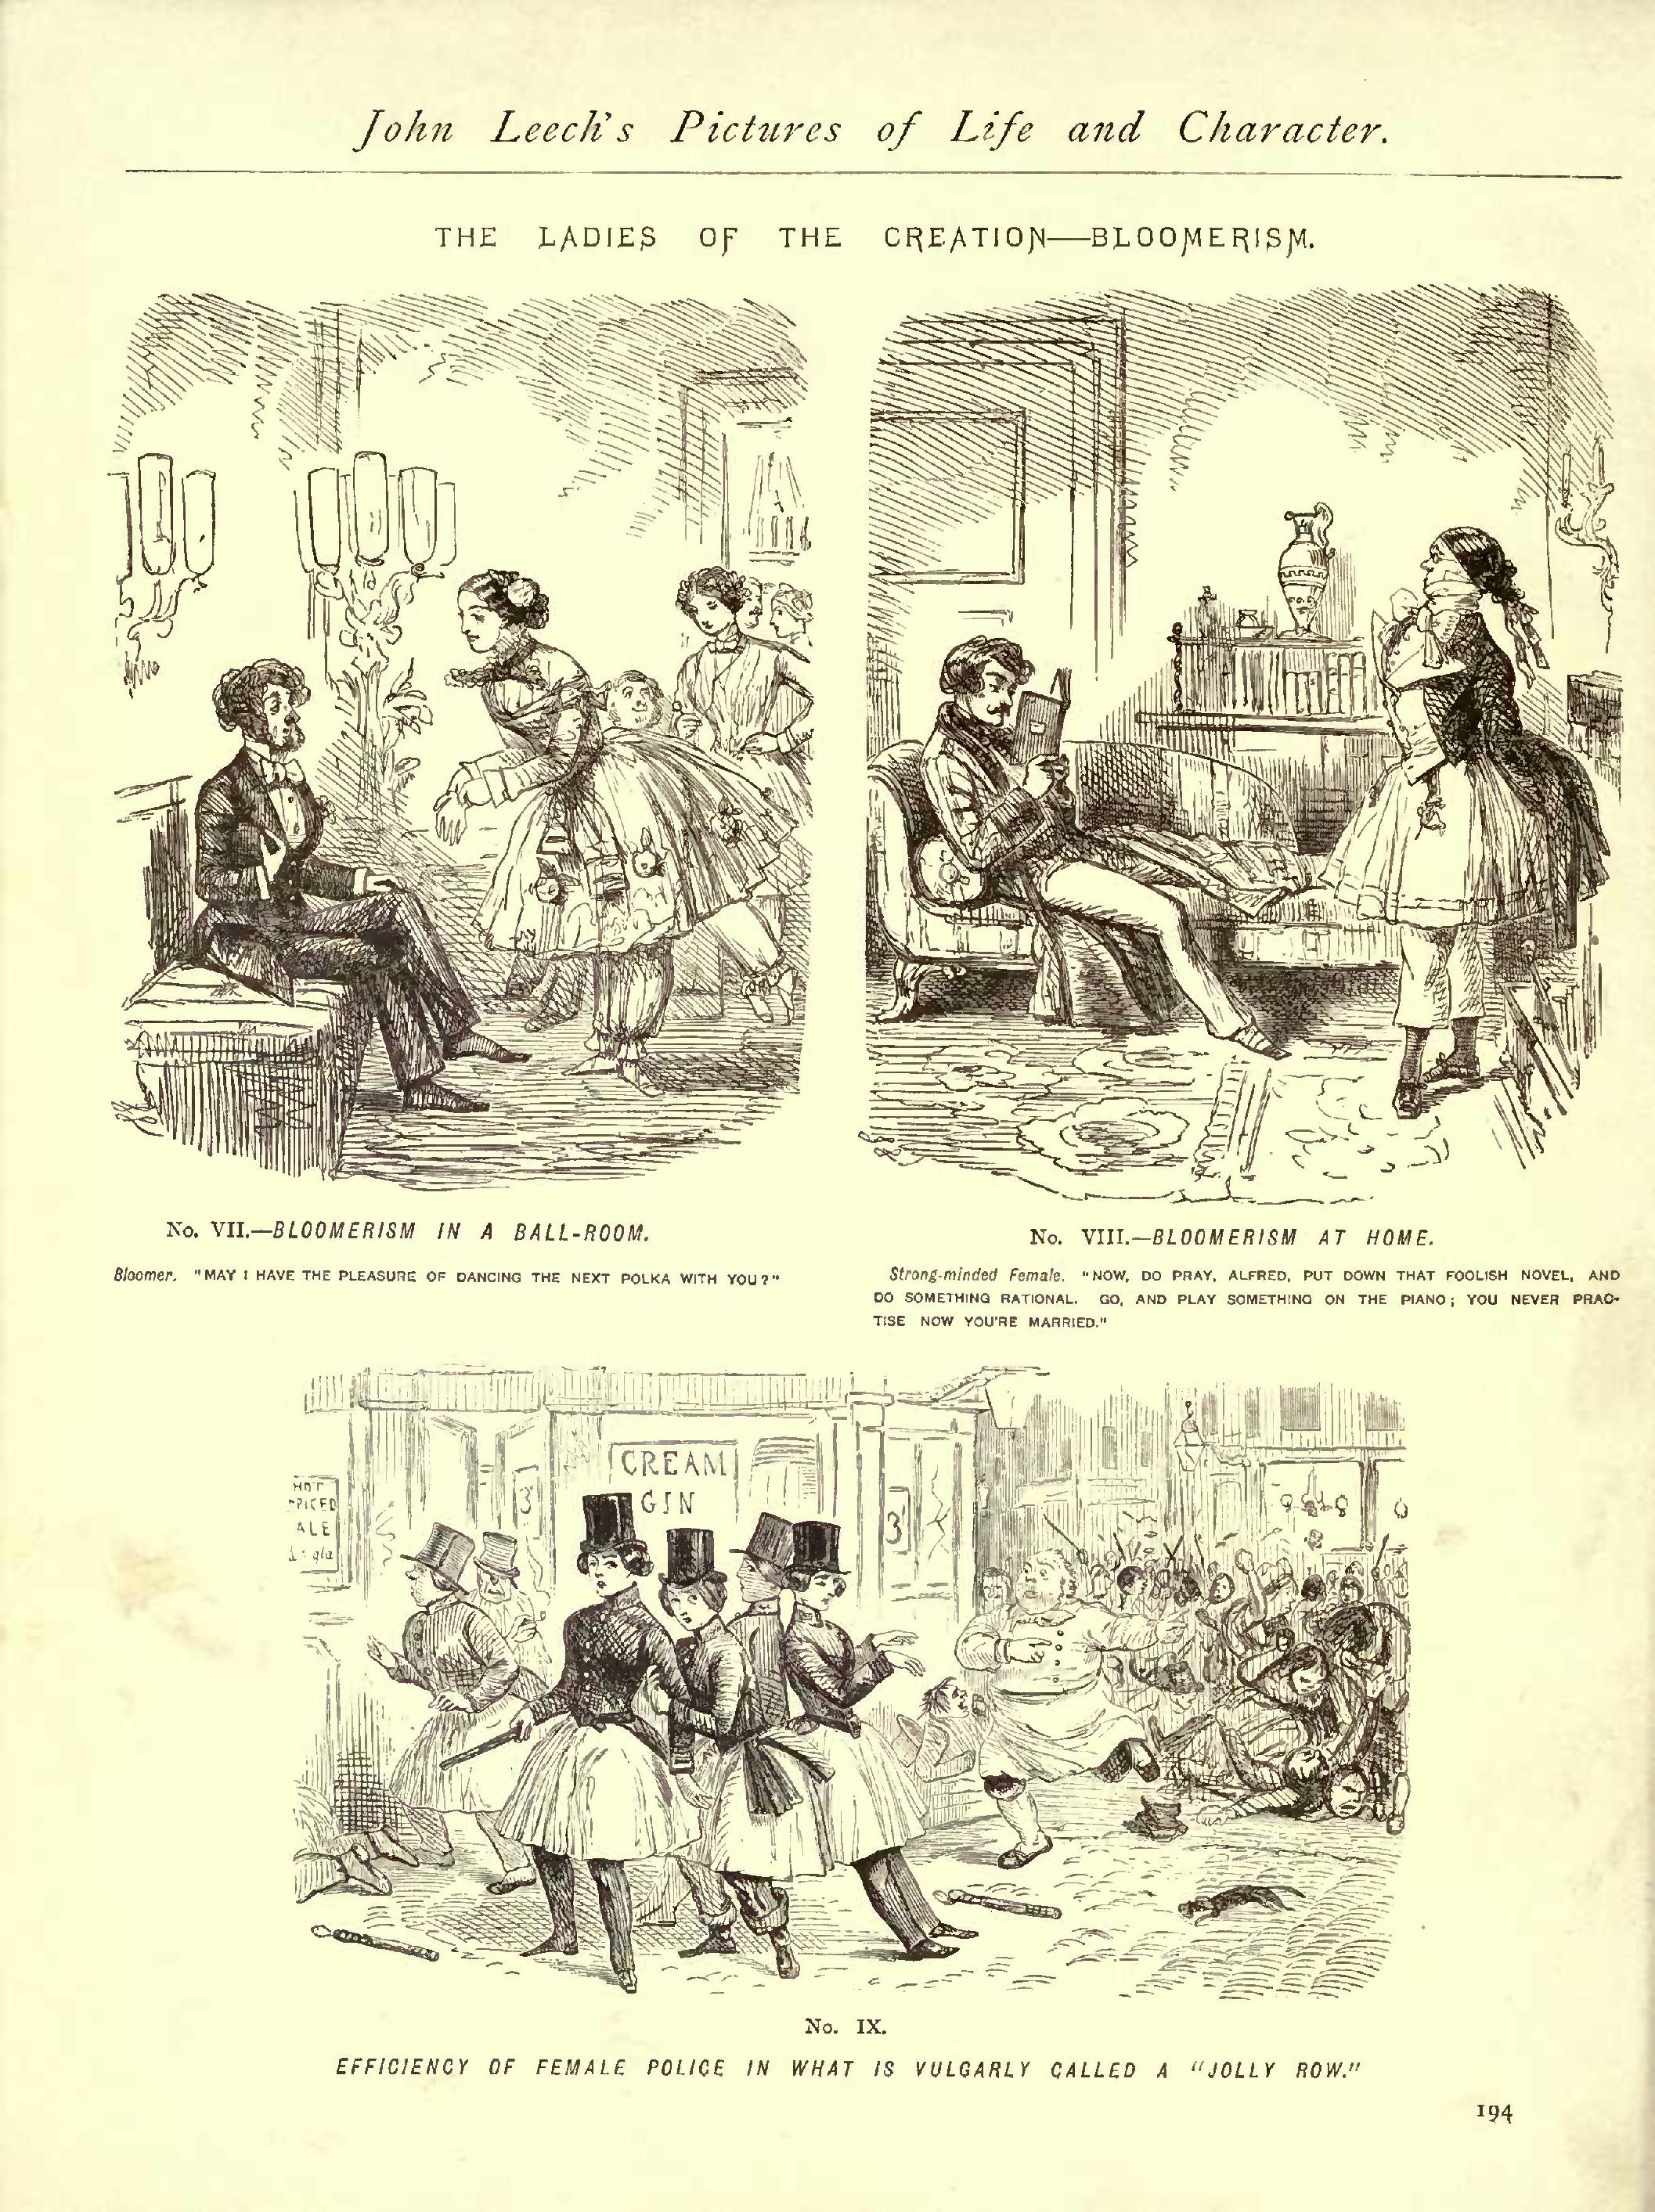 John Leech's Pictures of Life and Character.
THE LADIES OF THE CREATION—BLOOMERISM.
No. VII.—BLOOMERISM IN A BALL-ROOM.
Bloomer. "MAY I HAVE THE PLEASURE OF DANCING THE NEXT POLKA WITH YOU?"
No. VIII.—BLOOMERISM AT HOME.
Strong-minded Female. "NOW, DO PRAY, ALFRED, PUT DOWN THAT FOOLISH NOVEL, AND
DO SOMETHING RATIONAL. GO, AND PLAY SOMETHING ON THE PIANO; YOU NEVER PRAC-
TISE NOW YOU'RE MARRIED."
CREAM
GIN
HOT
SPICED
ALE
3
3
No. IX.
EFFICIENCY OF FEMALE POLICE IN WHAT IS VULGARLY CALLED A "JOLLY ROW."
194